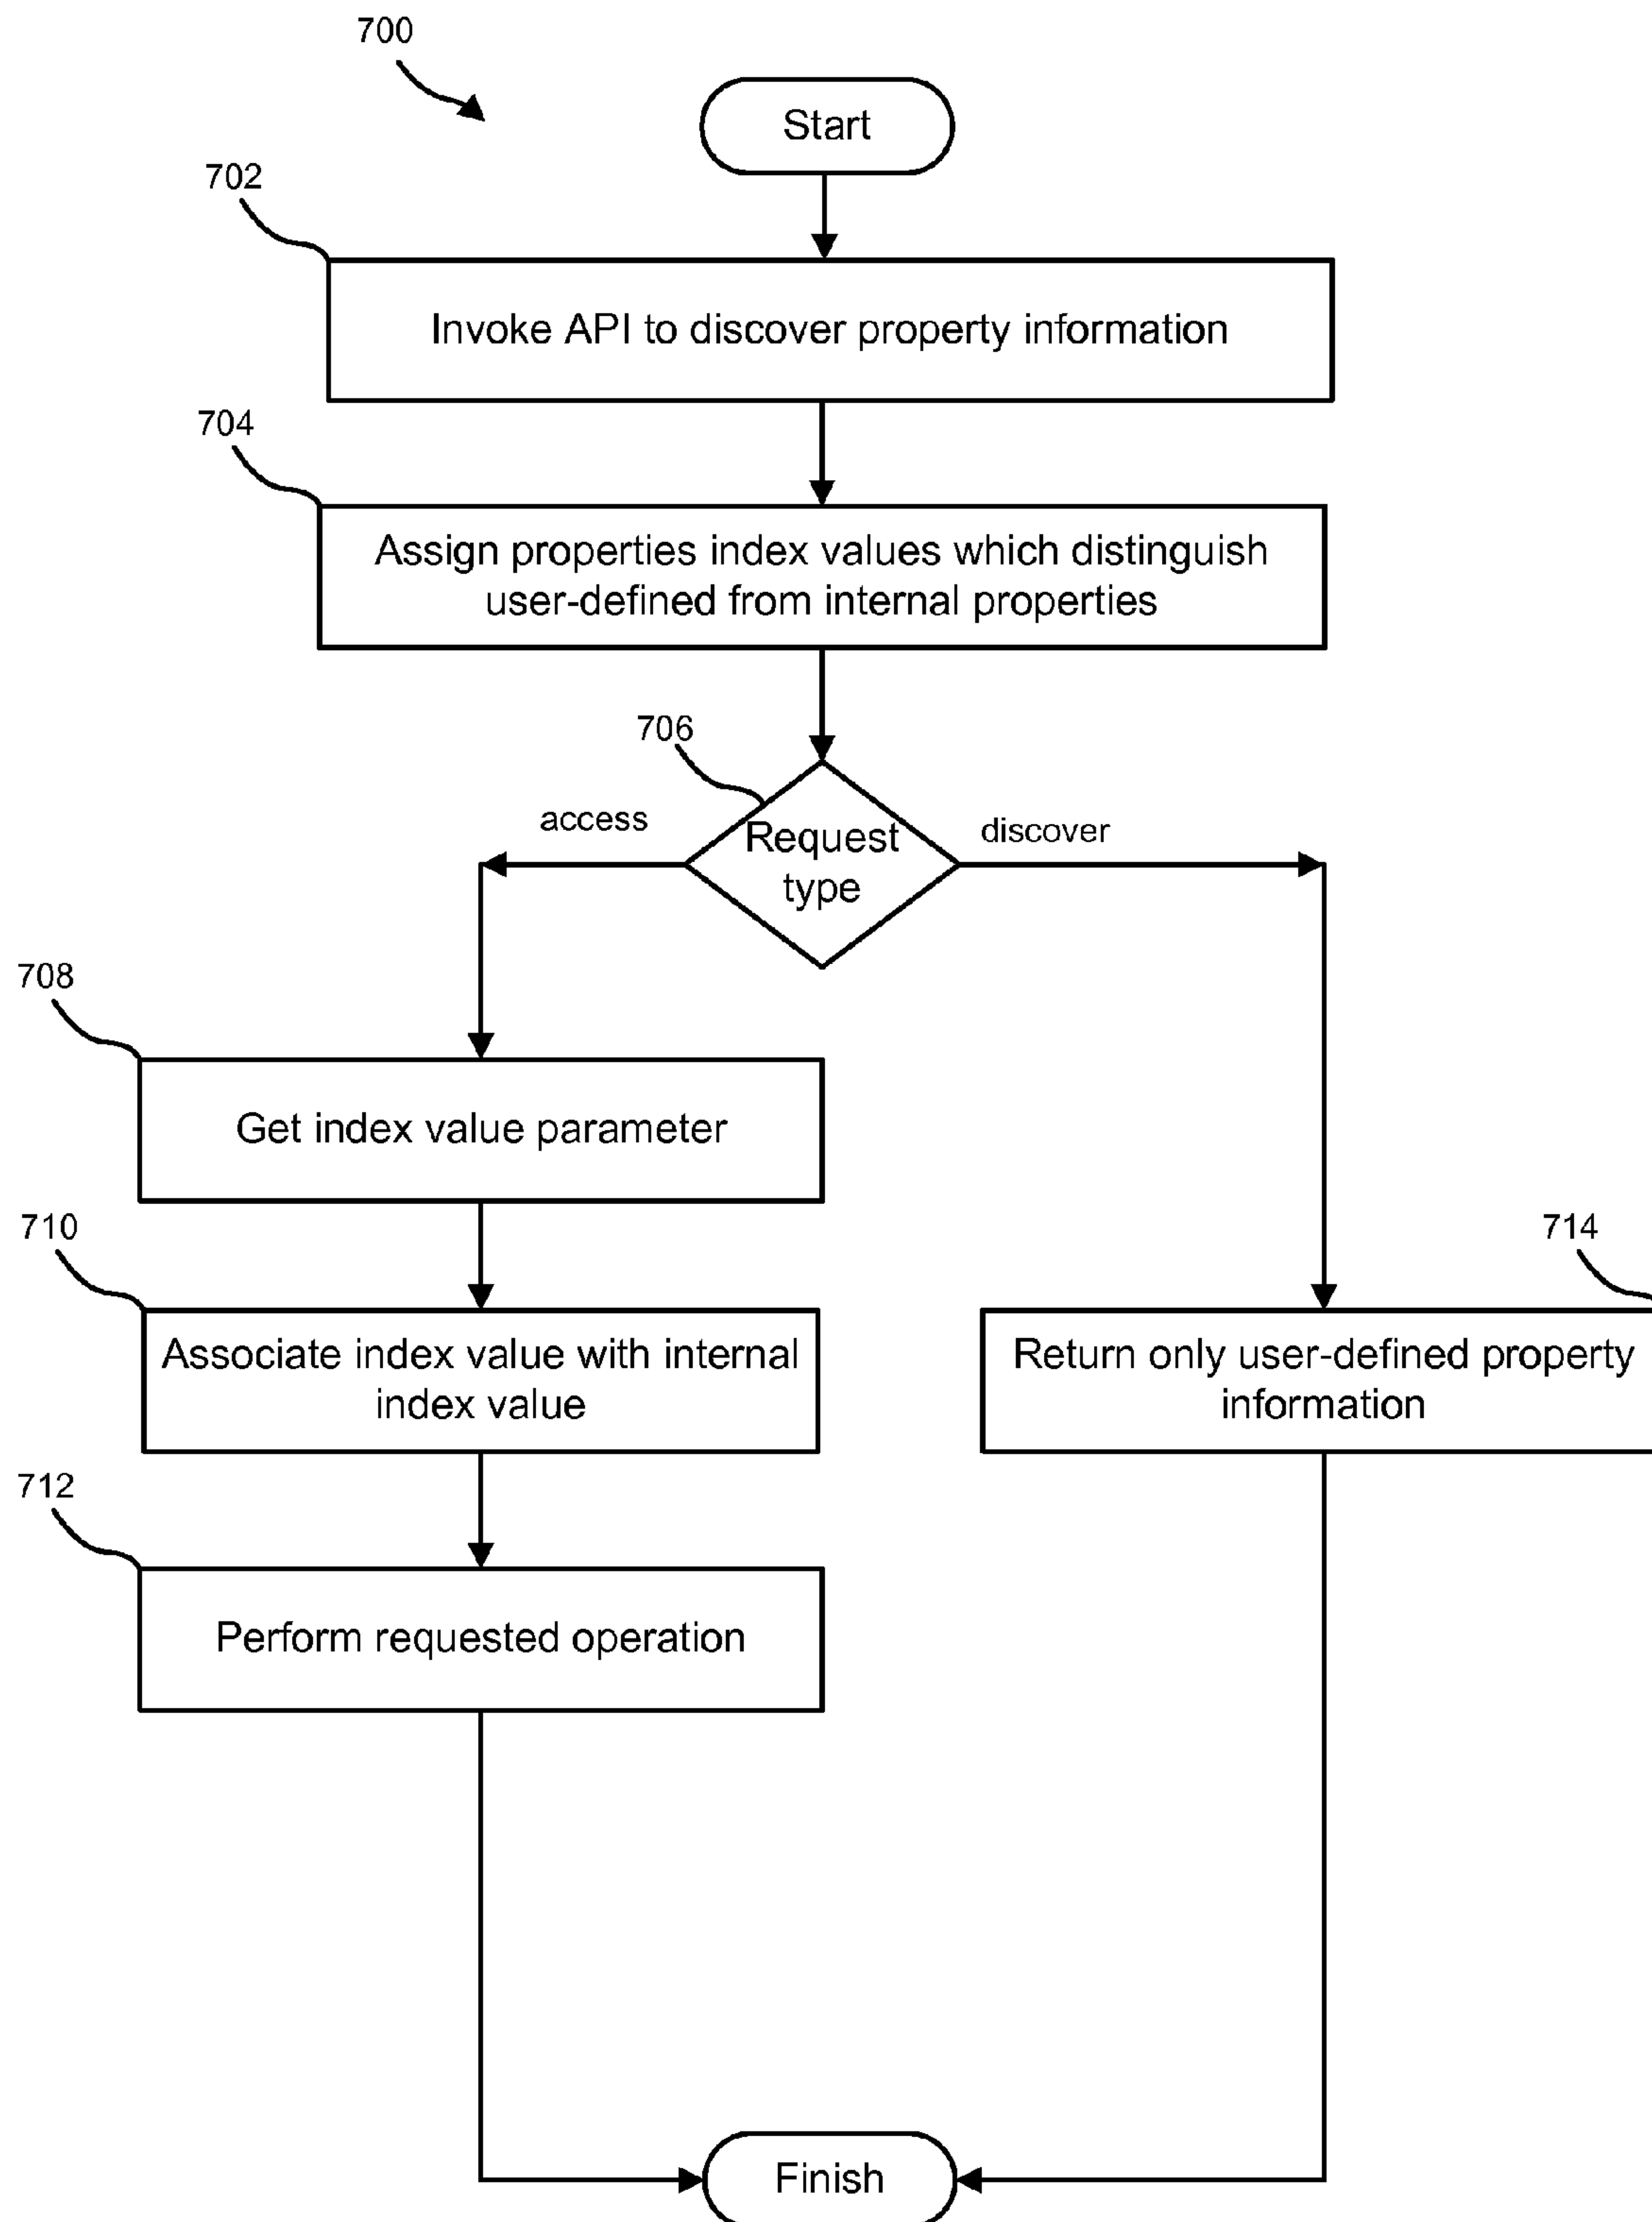 700
Start
702
Invoke API to discover property information
704
Assign properties index values which distinguish
user-defined from internal properties
706
access
discover
Request
type
708
Get index value parameter
710
714
Associate index value with internal
index value
Return only user-defined property
information
712
Perform requested operation
Finish